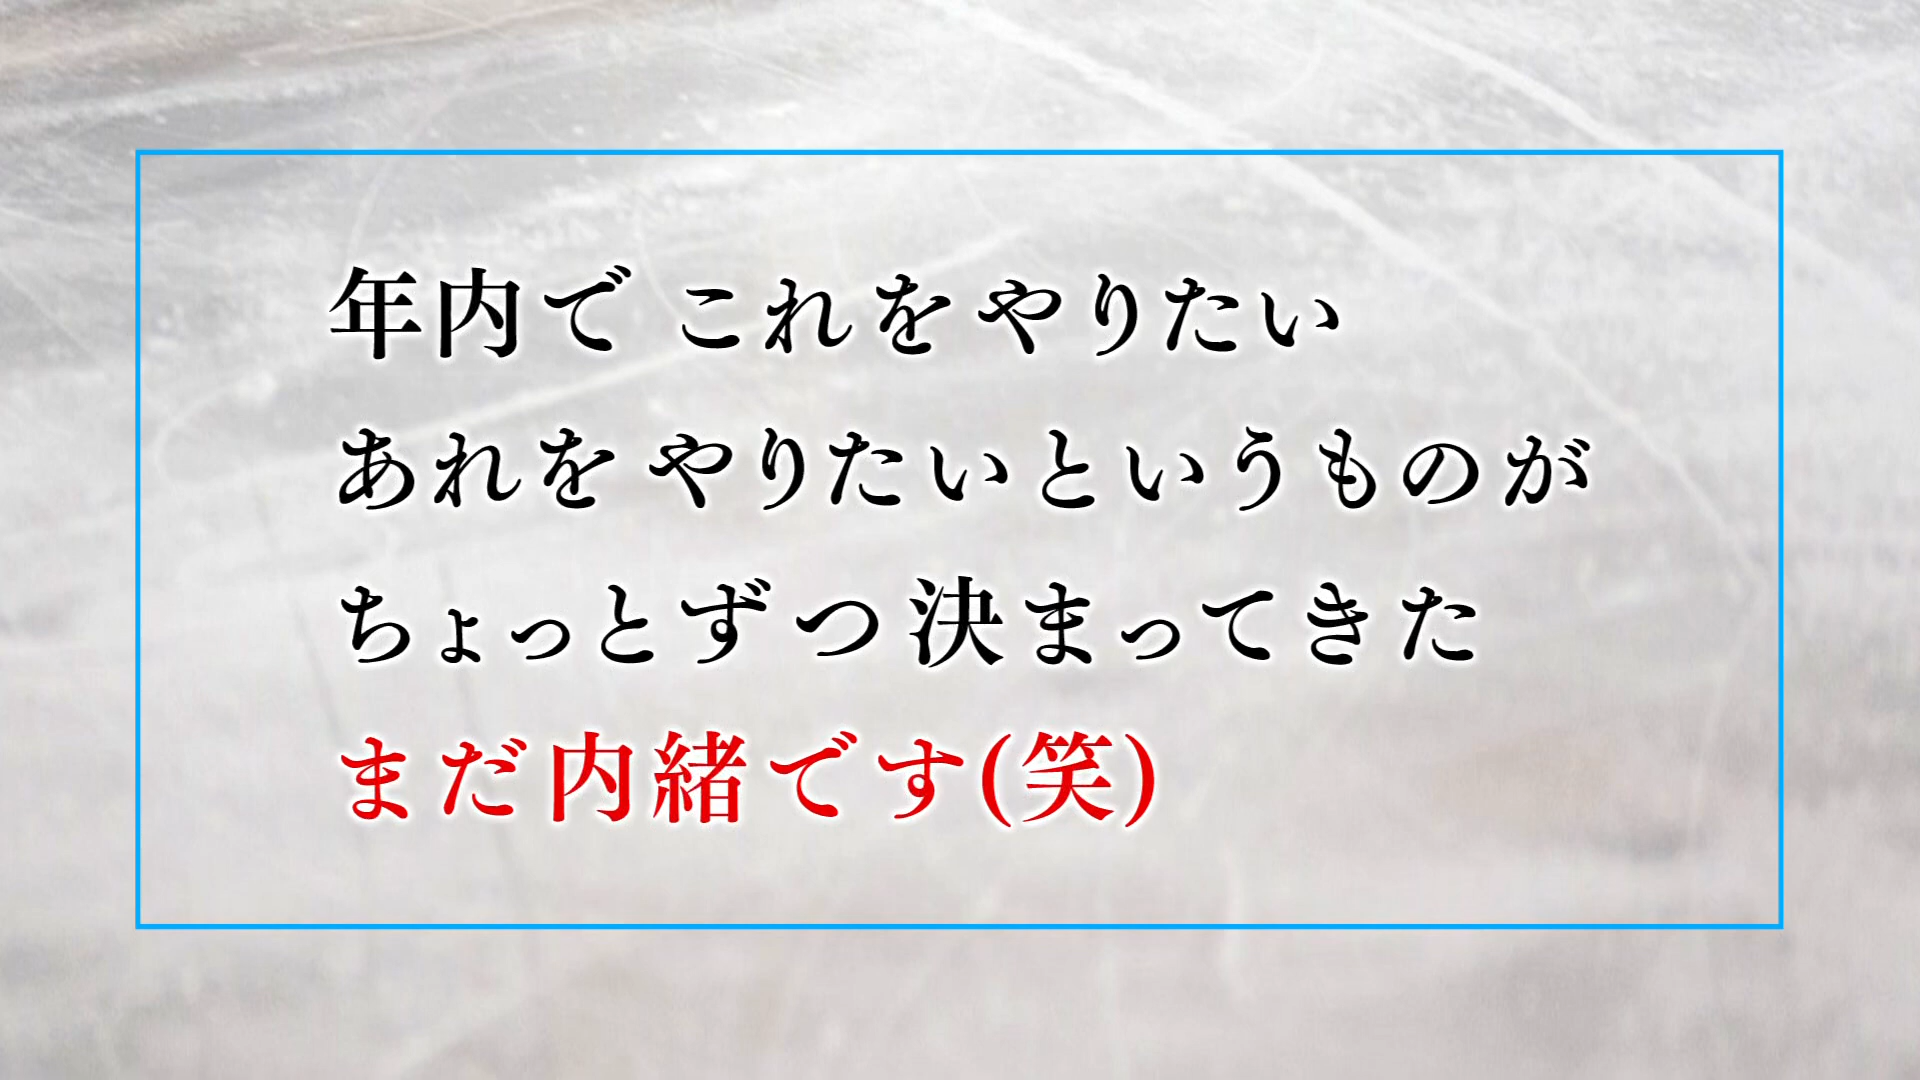 年内で これをやりたい
あれをやりたいというものが
ちょっとずつ決まってきた
まだ内緒です(笑)